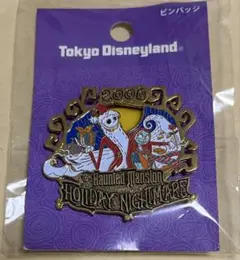 ピンバッジ
Tokyo Disneyland®
2006
Haunted Mansion
HOLIDAY NIGHTMARE